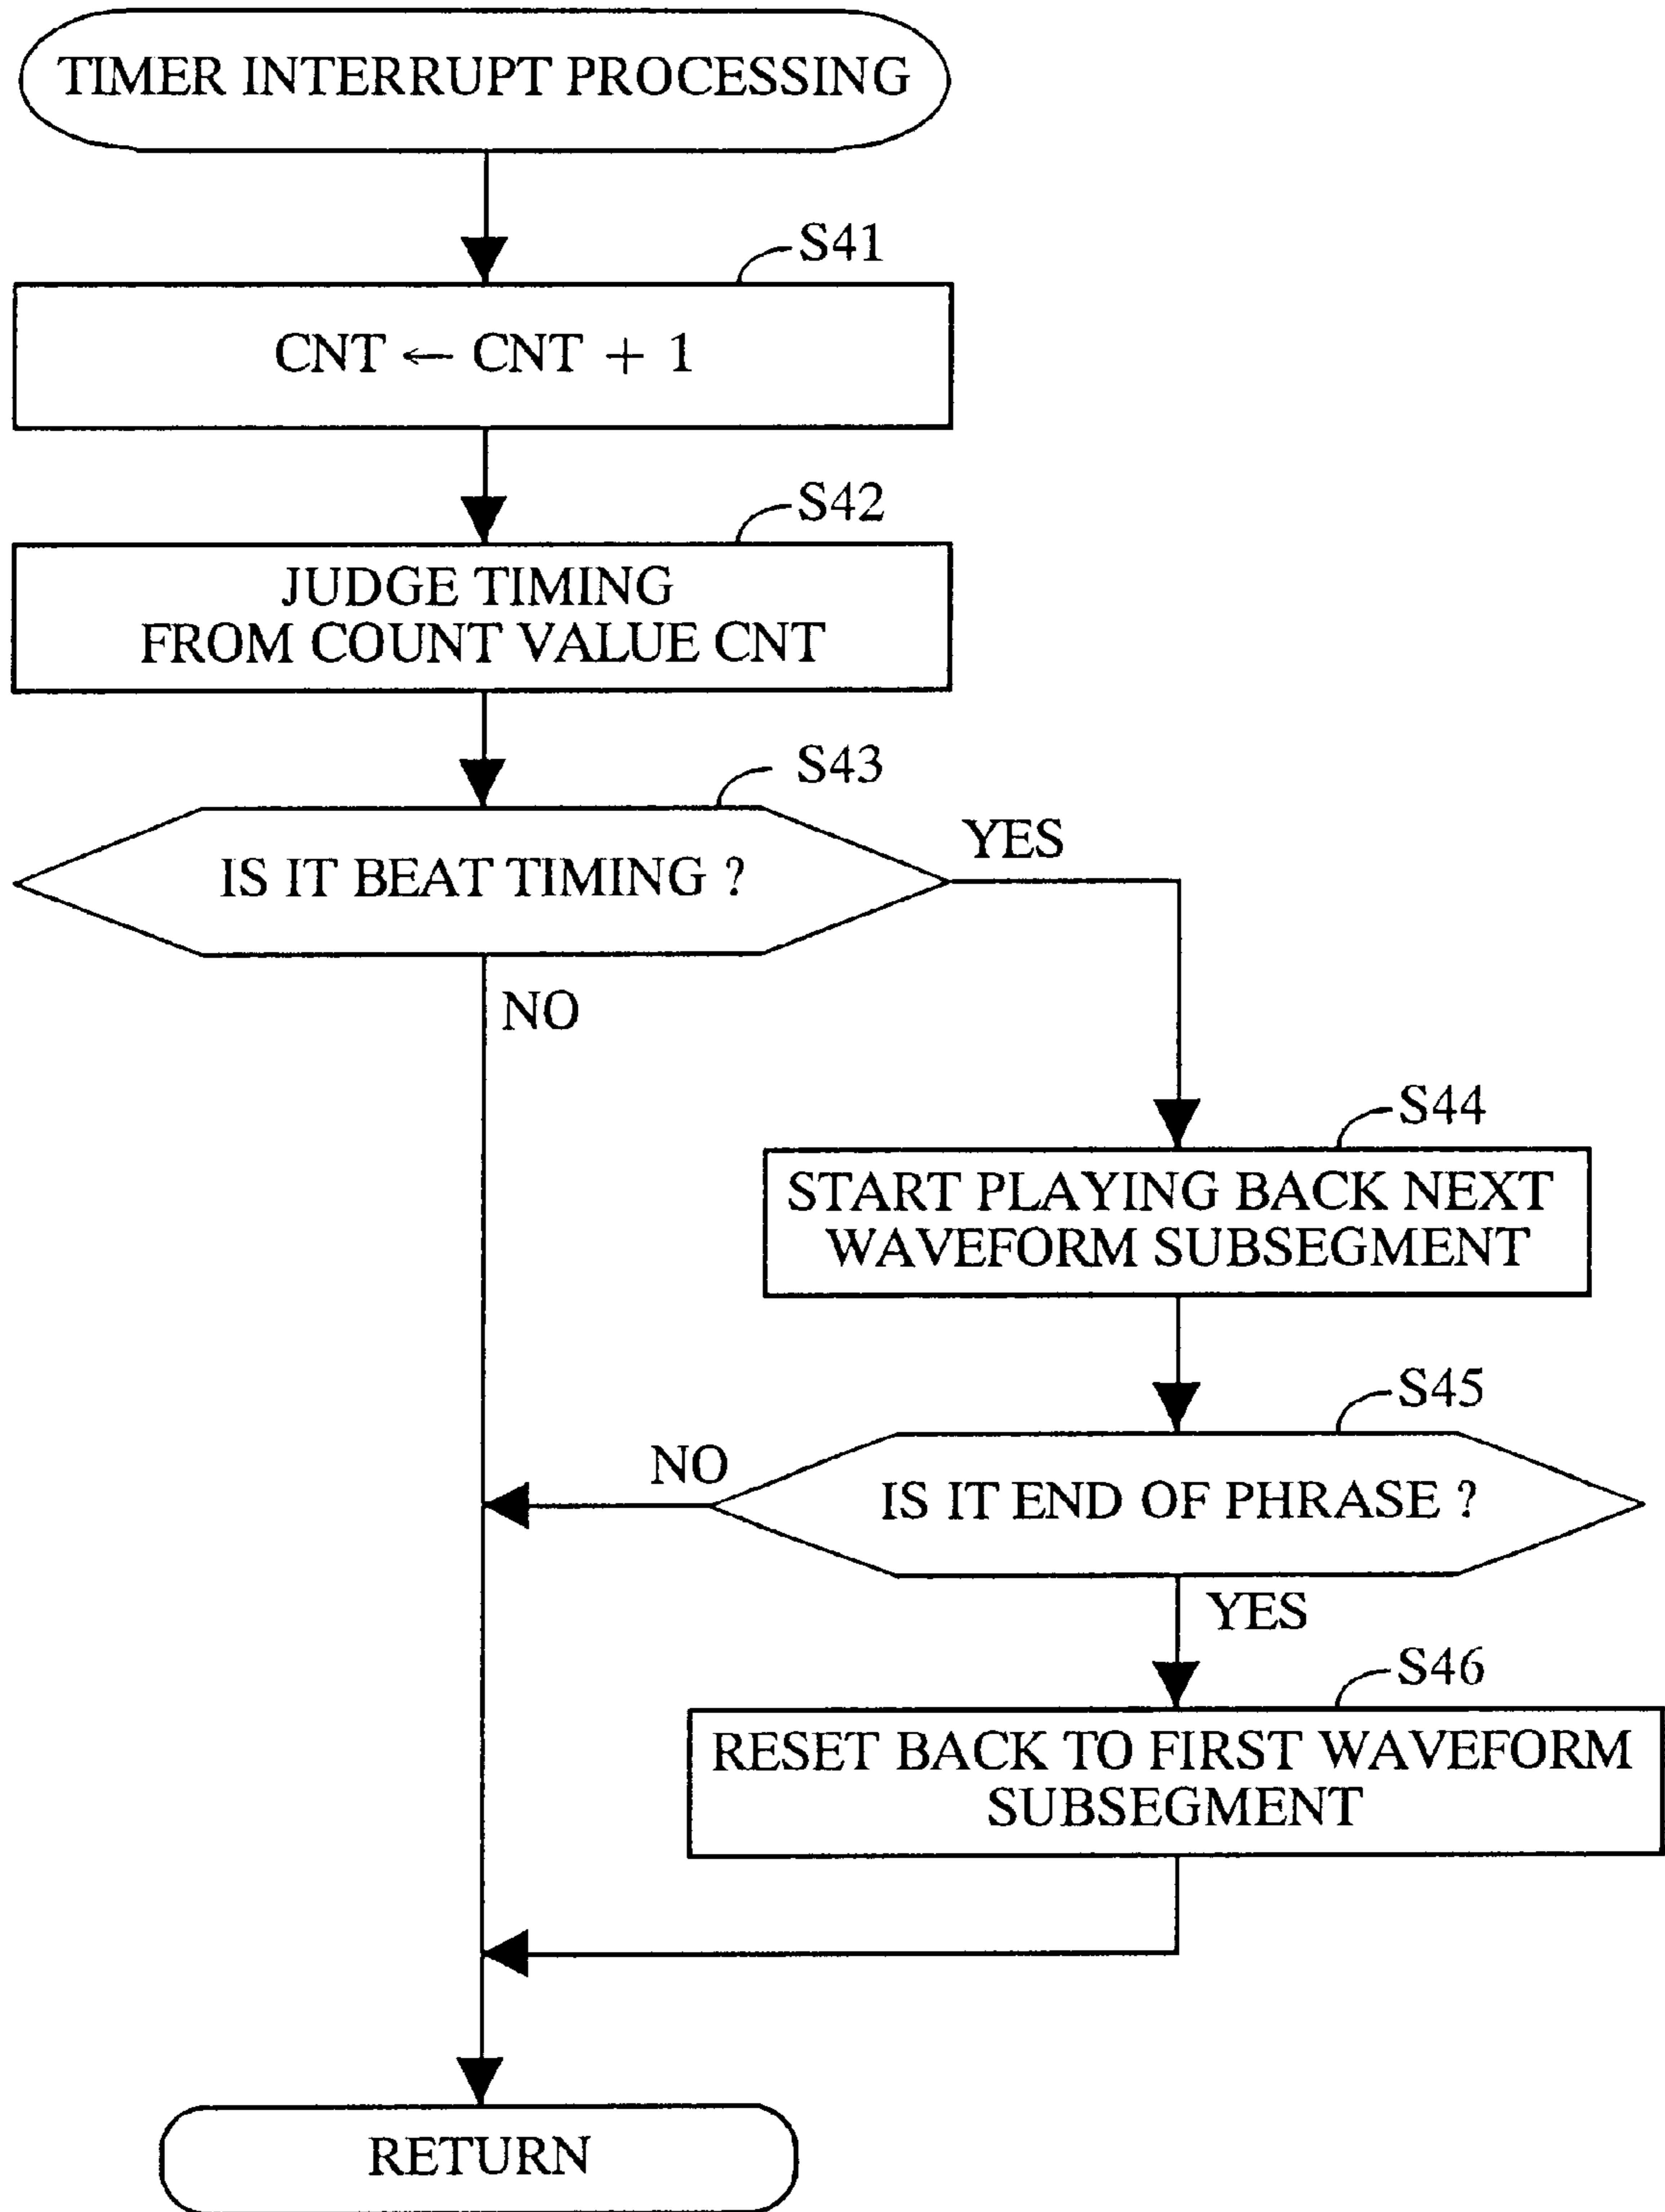 TIMER INTERRUPT PROCESSING
S41
CNT ← CNT + 1
S42
JUDGE TIMING
FROM COUNT VALUE CNT
S43
IS IT BEAT TIMING ?
YES
NO
S44
START PLAYING BACK NEXT
WAVEFORM SUBSEGMENT
S45
NO
IS IT END OF PHRASE ?
YES
S46
RESET BACK TO FIRST WAVEFORM
SUBSEGMENT
RETURN